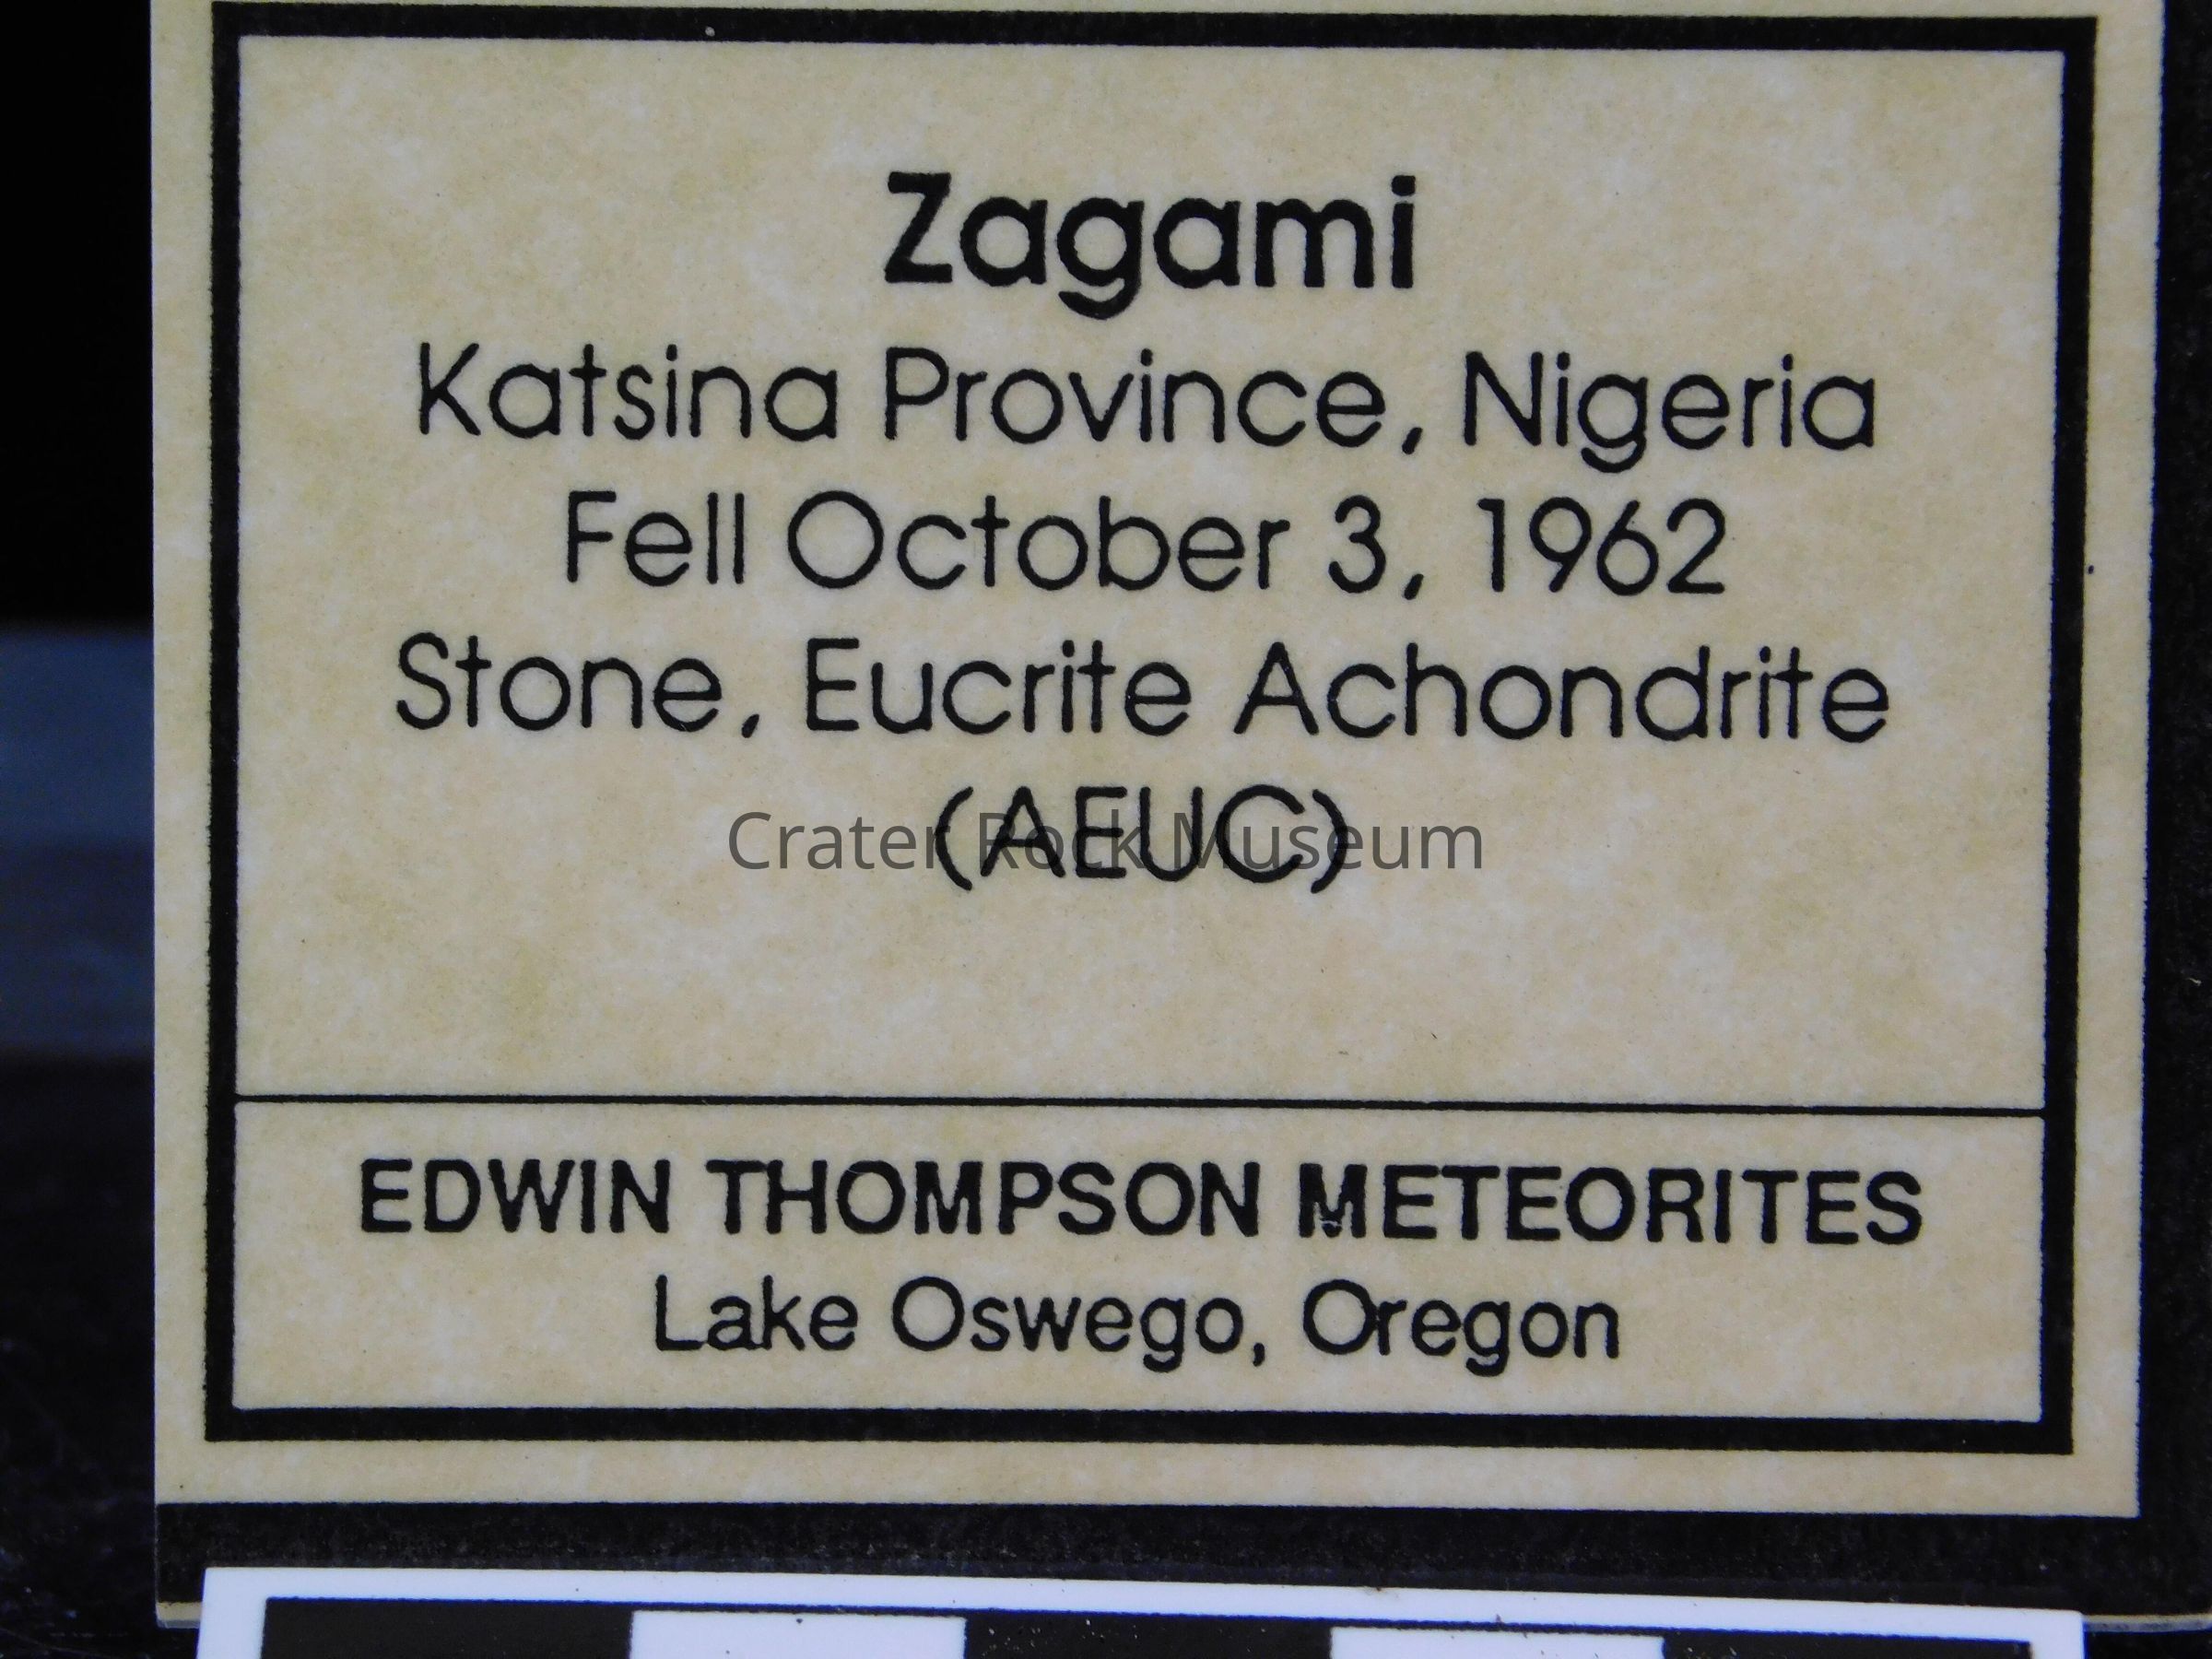 Zagami
Katsina Province, Nigeria
Fell October 3, 1962
Stone, Eucrite Achondrite
(AEUC)
Crater Rock Museum
EDWIN THOMPSON METEORITES
Lake Oswego, Oregon